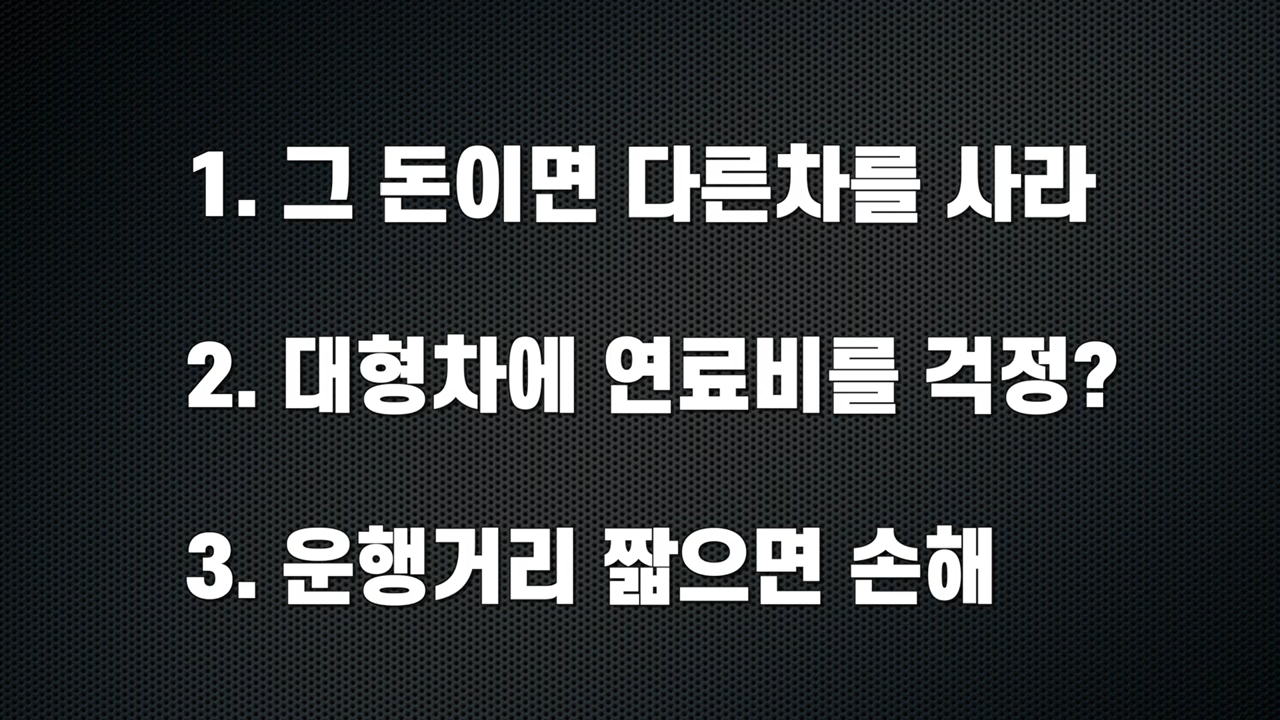 1. 그 돈이면 다른차를 사라
2. 대형차에 연료비를 걱정?
3. 운행거리 짧으면 손해